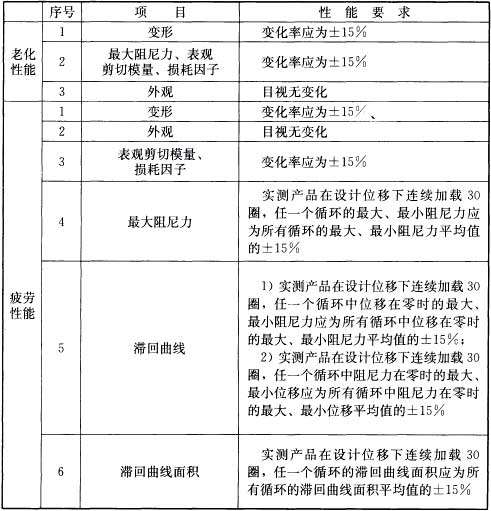 序号 项目 性能要求
老化
性能
1 变形 变化率应为±15%
2 最大阻尼力、表观
剪切模量、损耗因子 变化率应为±15%
3 外观 目视无变化
疲劳
性能
1 变形 变化率应为±15%、
2 外观 目视无变化
3 表观剪切模量、
损耗因子 变化率应为±15%
4 最大阻尼力 实测产品在设计位移下连续加载30
圈，任一个循环的最大、最小阻尼力应
为所有循环的最大、最小阻尼力平均值
的±15%
5 滞回曲线 1）实测产品在设计位移下连续加载30
圈，任一个循环中位移在零时的最大、
最小阻尼力应为所有循环中位移在零时
的最大、最小阻尼力平均值的±15%；
2）实测产品在设计位移下连续加载30
圈，任一个循环中阻尼力在零时的最大、
最小位移应为所有循环中阻尼力在零时
的最大、最小位移平均值的±15%
6 滞回曲线面积 实测产品在设计位移下连续加载30
圈，任一个循环的滞回曲线面积应为所
有循环的滞回曲线面积平均值的±15%